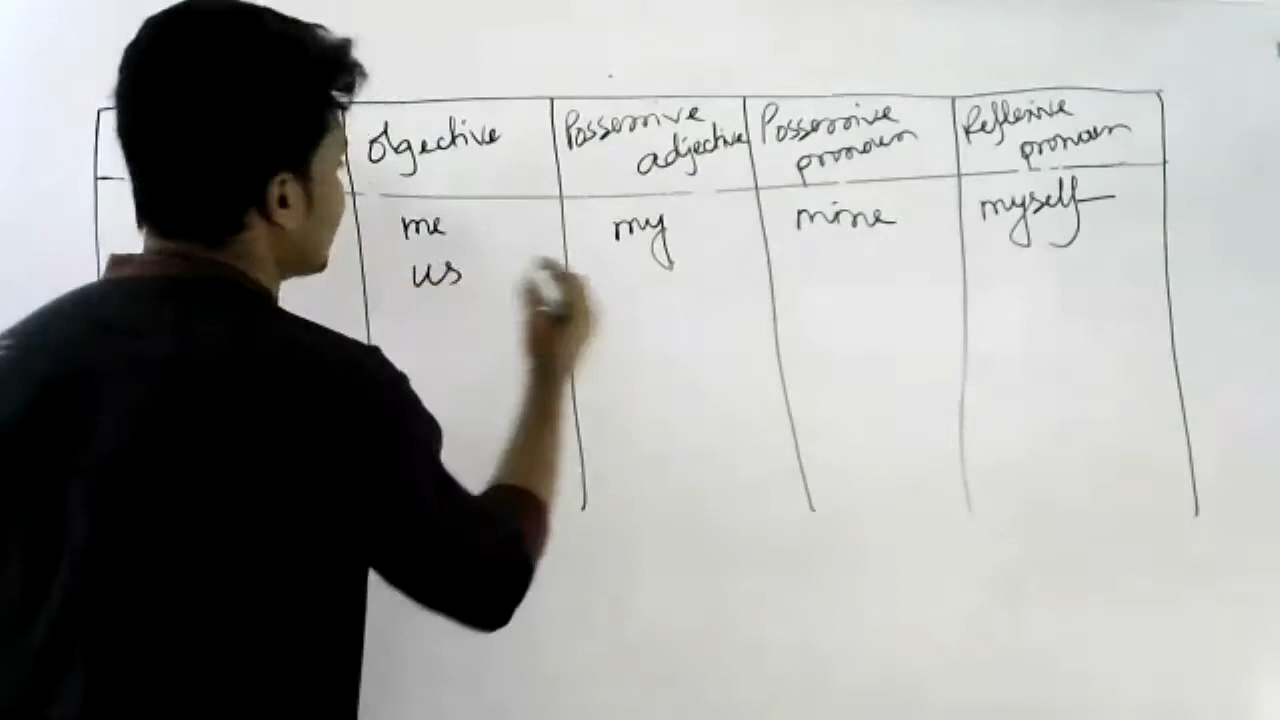 Objective
Possessive
adjective
Possessive
pronoun
Reflexive
pronoun
me
my
mine
myself
us